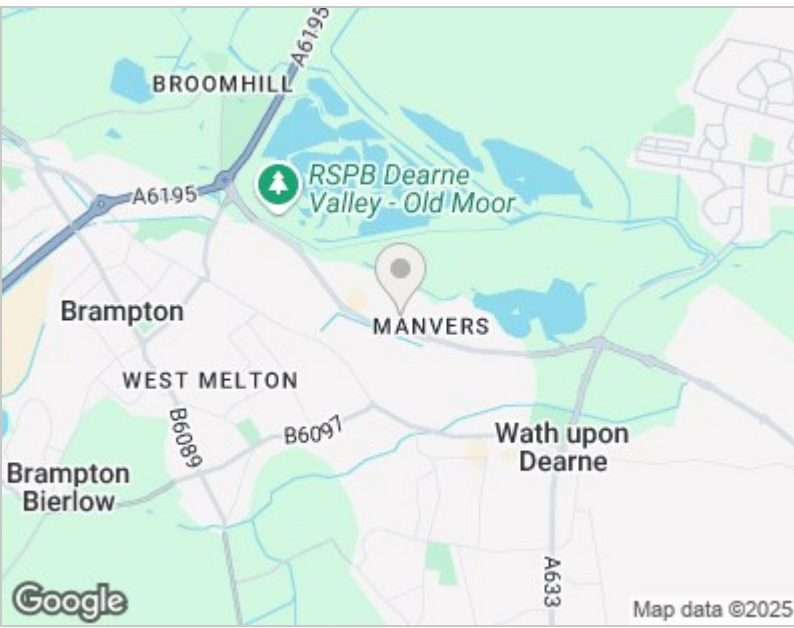 A6195
BROOMHILL
RSPB Dearne
Valley - Old Moor
A6195
Brampton
MANVERS
WEST MELTON
B6089
B6097
Wath upon
Dearne
Brampton
Bierlow
A633
Google
Map data ©2025